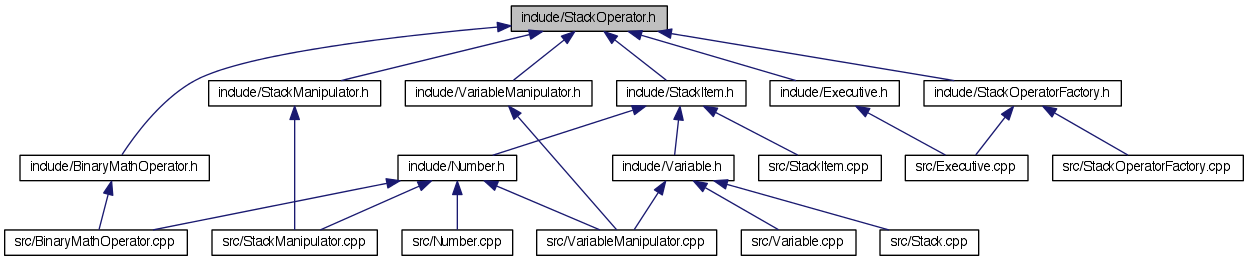 include/StackOperator.h
include/StackManipulator.h
include/VariableManipulator.h
include/StackItem.h
include/Executive.h
include/StackOperatorFactory.h
include/BinaryMathOperator.h
include/Number.h
include/Variable.h
src/StackItem.cpp
src/Executive.cpp
src/StackOperatorFactory.cpp
src/BinaryMathOperator.cpp
src/StackManipulator.cpp
src/Number.cpp
src/VariableManipulator.cpp
src/Variable.cpp
src/Stack.cpp